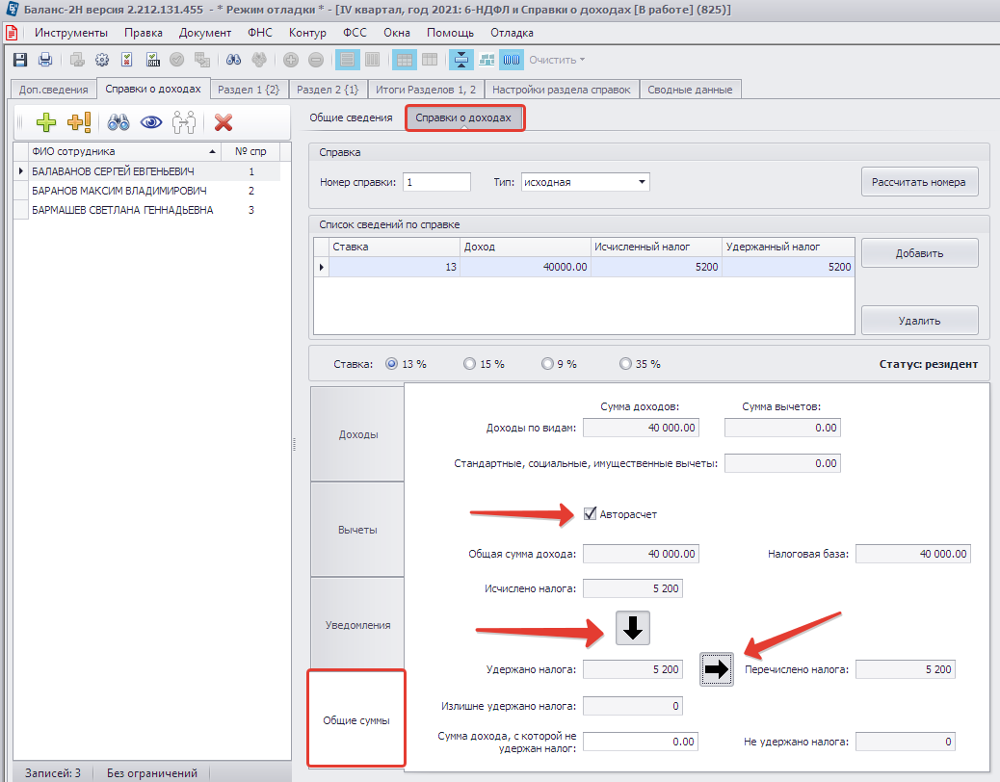 Баланс-2Н версия 2.212.131.455 - * Режим отладки * - [IV квартал, год 2021: 6-НДФЛ и Справки о доходах [В работе] (825)]
Инструменты Правка Документ ФНС Контур ФСС Окна Помощь Отладка
Очистить
Доп.сведения Справки о доходах Раздел 1 {2} Раздел 2 {1} Итоги Разделов 1, 2 Настройки раздела справок Сводные данные
Общие сведения Справки о доходах
ФИО сотрудника № спр
БАЛАВАНОВ СЕРГЕЙ ЕВГЕНЬЕВИЧ 1
БАРАНОВ МАКСИМ ВЛАДИМИРОВИЧ 2
БАРМАШЕВ СВЕТЛАНА ГЕННАДЬЕВНА 3
Справка
Номер справки: 1 Тип: исходная Рассчитать номера
Список сведений по справке
Ставка Доход Исчисленный налог Удержанный налог
13 40000.00 5200 5200
Добавить
Удалить
Ставка: 13 % 15 % 9 % 35 % Статус: резидент
Доходы
Вычеты
Уведомления
Общие суммы
Сумма доходов: Сумма вычетов:
Доходы по видам: 40 000.00 0.00
Стандартные, социальные, имущественные вычеты: 0.00
Авторасчет
Общая сумма дохода: 40 000.00 Налоговая база: 40 000.00
Исчислено налога: 5 200
Удержано налога: 5 200 Перечислено налога: 5 200
Излишне удержано налога: 0
Сумма дохода, с которой не
удержан налог: 0.00 Не удержано налога: 0
Записей: 3 Без ограничений